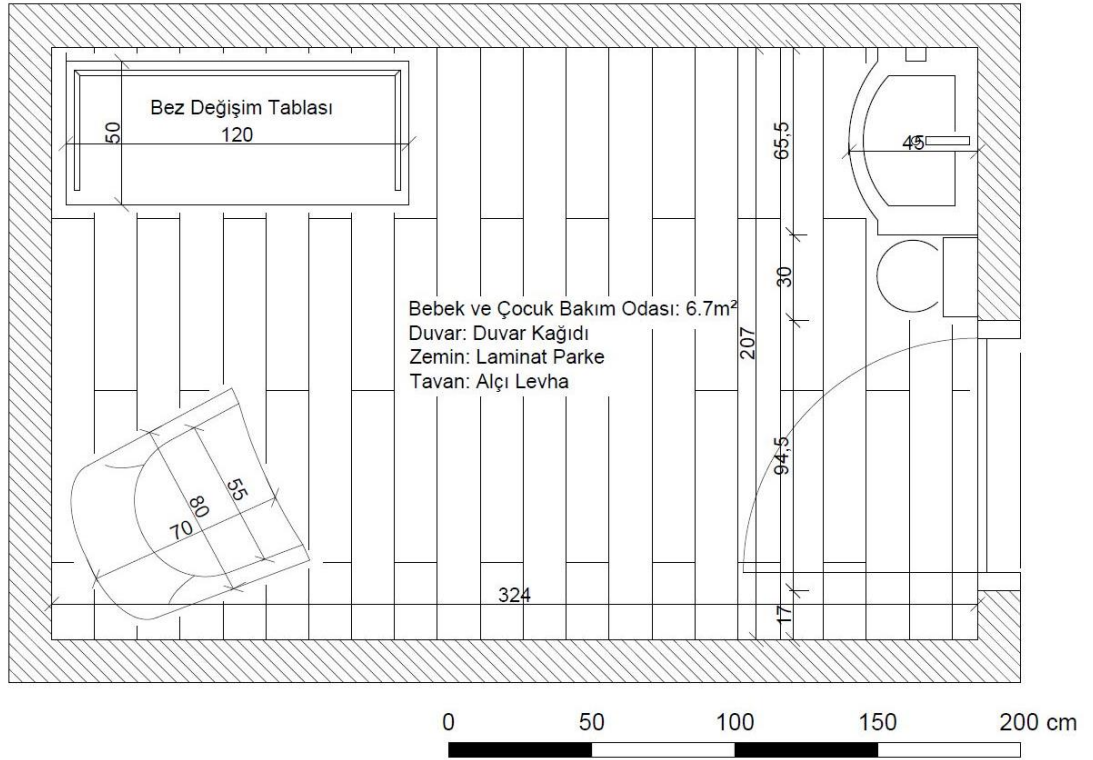 Bez Değişim Tablası
120
50
65,5
45
30
Bebek ve Çocuk Bakım Odası: 6.7m²
Duvar: Duvar Kağıdı
Zemin: Laminat Parke
Tavan: Alçı Levha
207
94,5
55
80
70
324
17
0 50 100 150 200 cm